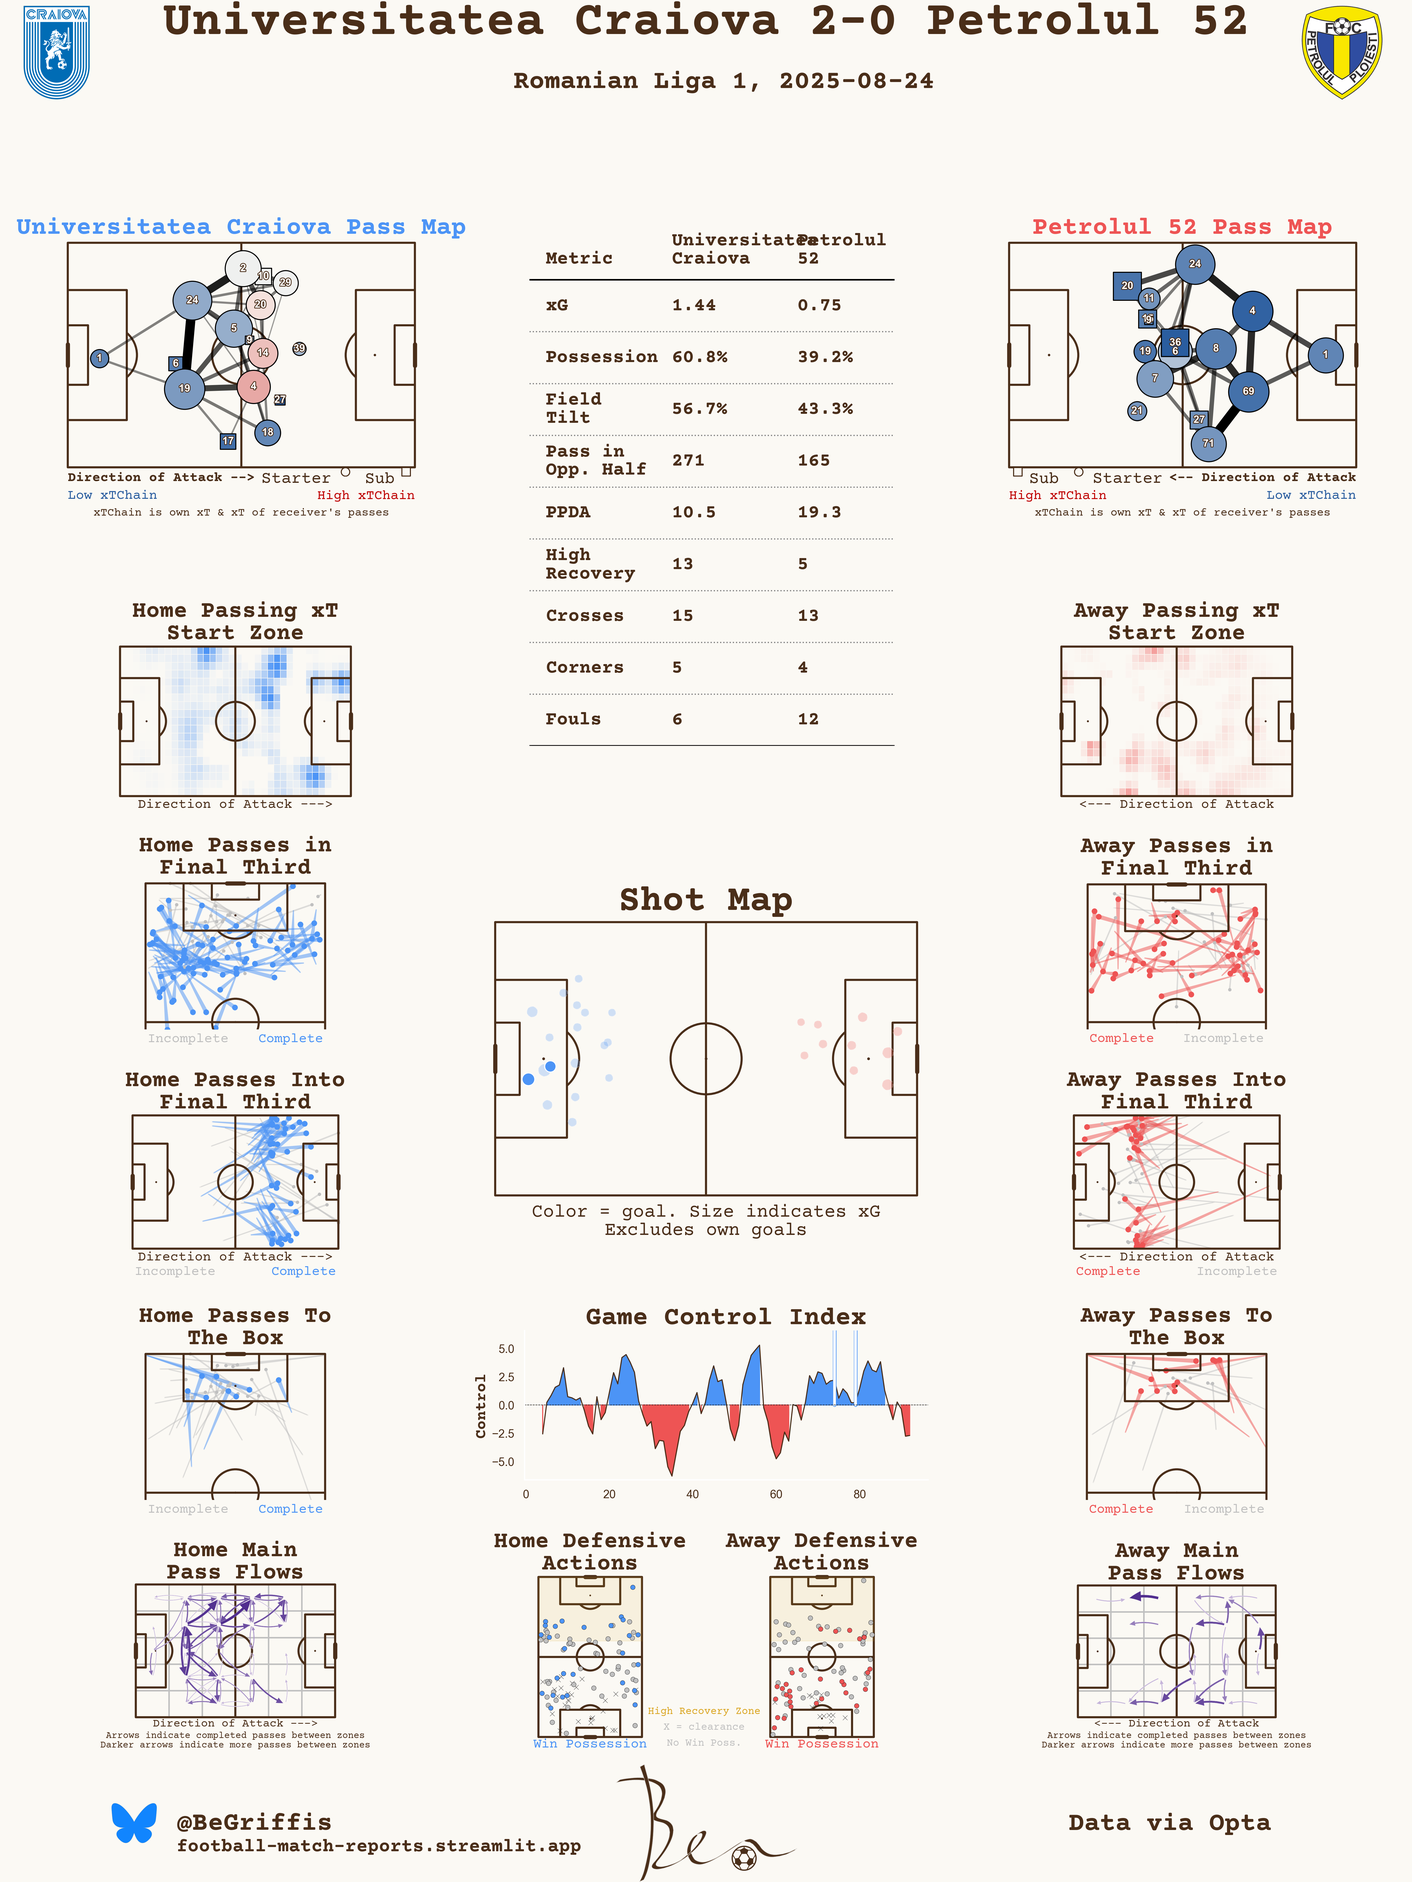 Universitatea Craiova 2-0 Petrolul 52
Romanian Liga 1, 2025-08-24
CRAIOVA
FC
PETROLUL PLOIESTI
Universitatea Craiova Pass Map
2
10
29
24
20
5
9
14
39
1
6
19
4
27
18
17
Direction of Attack --> Starter Sub
Low xTChain High xTChain
xTChain is own xT & xT of receiver's passes
Metric Universitatea Craiova Petrolul 52
xG 1.44 0.75
Possession 60.8% 39.2%
Field Tilt 56.7% 43.3%
Pass in Opp. Half 271 165
PPDA 10.5 19.3
High Recovery 13 5
Crosses 15 13
Corners 5 4
Fouls 6 12
Petrolul 52 Pass Map
24
20
11
4
36
6
19
8
1
7
69
21
27
71
Sub Starter <-- Direction of Attack
High xTChain Low xTChain
xTChain is own xT & xT of receiver's passes
Home Passing xT
Start Zone
Direction of Attack --->
Away Passing xT
Start Zone
<--- Direction of Attack
Home Passes in
Final Third
Incomplete Complete
Away Passes in
Final Third
Complete Incomplete
Shot Map
Color = goal. Size indicates xG
Excludes own goals
Home Passes Into
Final Third
Direction of Attack --->
Incomplete Complete
Away Passes Into
Final Third
<--- Direction of Attack
Complete Incomplete
Home Passes To
The Box
Incomplete Complete
Game Control Index
Control
5.0
2.5
0.0
−2.5
−5.0
0 20 40 60 80
Away Passes To
The Box
Complete Incomplete
Home Main
Pass Flows
Direction of Attack --->
Arrows indicate completed passes between zones
Darker arrows indicate more passes between zones
Home Defensive
Actions
Win Possession
Away Defensive
Actions
Win Possession
High Recovery Zone
X = clearance
No Win Poss.
Away Main
Pass Flows
<--- Direction of Attack
Arrows indicate completed passes between zones
Darker arrows indicate more passes between zones
@BeGriffis
football-match-reports.streamlit.app
Ben
Data via Opta